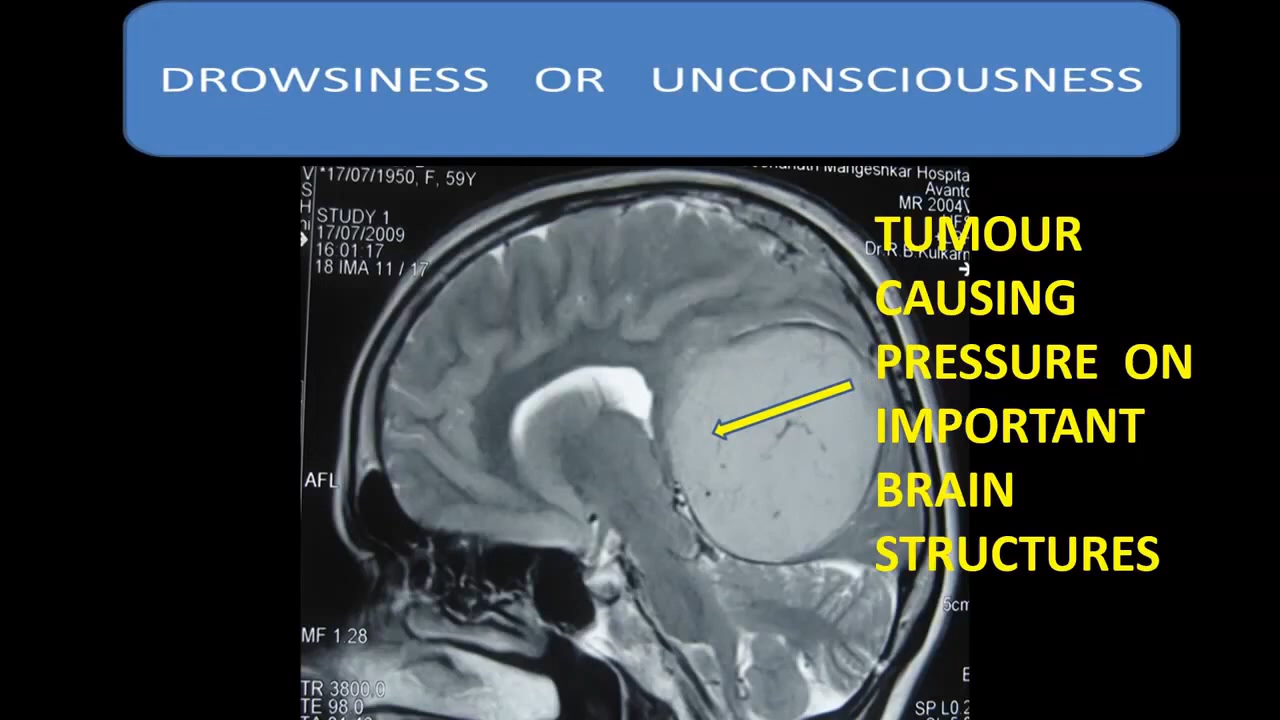 DROWSINESS OR UNCONSCIOUSNESS
*17/07/1950, F, 59Y
STUDY 1
17/07/2009
16:01:17
18 IMA 11 / 17
Mangeshkar Hospita
Avanto
MR 2004V
Dr.R.B.Kulkarn
TUMOUR
CAUSING
PRESSURE ON
IMPORTANT
BRAIN
STRUCTURES
AFL
5cm
MF 1.28
TR 3800.0
TE 98.0
SP L0.2